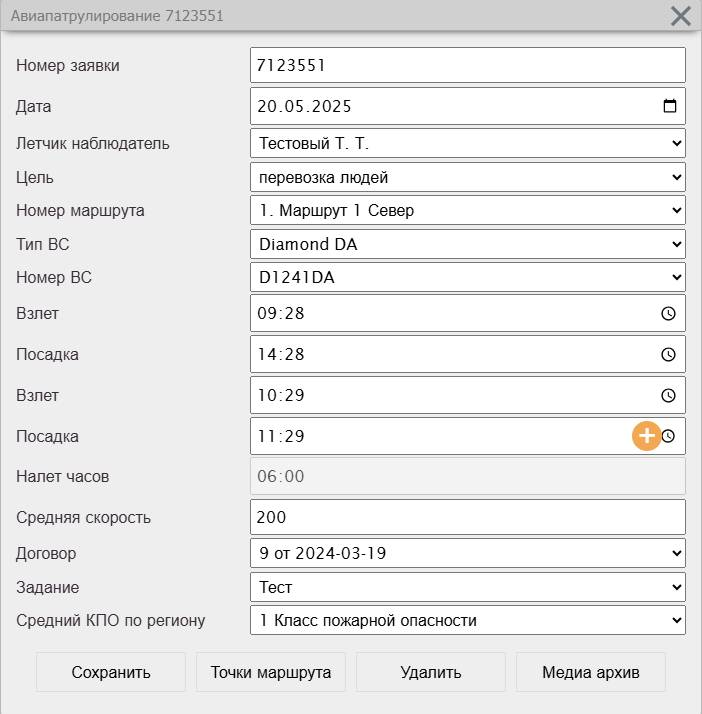 Авиапатрулирование 7123551
Номер заявки 7123551
Дата 20.05.2025
Летчик наблюдатель Тестовый Т. Т.
Цель перевозка людей
Номер маршрута 1. Маршрут 1 Север
Тип ВС Diamond DA
Номер ВС D1241DA
Взлет 09:28
Посадка 14:28
Взлет 10:29
Посадка 11:29
Налет часов 06:00
Средняя скорость 200
Договор 9 от 2024-03-19
Задание Тест
Средний КПО по региону 1 Класс пожарной опасности
Сохранить Точки маршрута Удалить Медиа архив